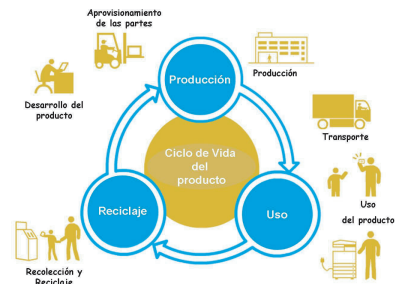 Aprovisionamiento
de las partes
Producción
Producción
Desarrollo del
producto
Transporte
Ciclo de Vida
del
producto
Reciclaje
Uso
Uso
del producto
Recolección y
Reciclaje